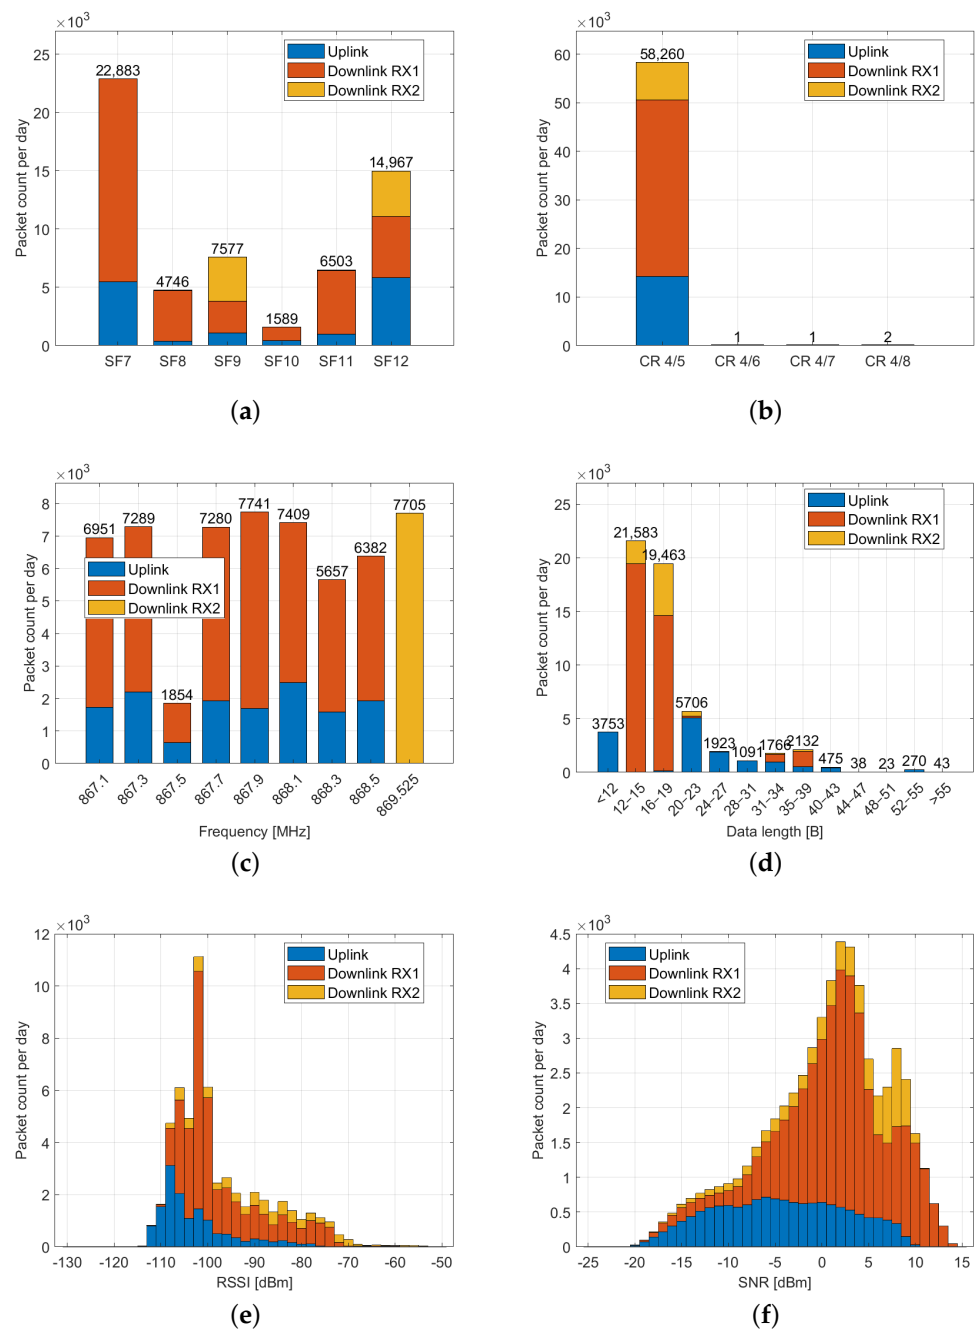 ×10³
25
20
15
10
5
0
Packet count per day
Uplink
Downlink RX1
Downlink RX2
22,883
4746
7577
1589
6503
14,967
SF7 SF8 SF9 SF10 SF11 SF12
(a)
×10³
60
50
40
30
20
10
0
Packet count per day
Uplink
Downlink RX1
Downlink RX2
58,260
1
1
2
CR 4/5 CR 4/6 CR 4/7 CR 4/8
(b)
×10³
8
7
6
5
4
3
2
1
0
Packet count per day
6951
7289
1854
7280
7741
7409
5657
6382
7705
Uplink
Downlink RX1
Downlink RX2
867.1 867.3 867.5 867.7 867.9 868.1 868.3 868.5 869.525
Frequency [MHz]
(c)
×10³
25
20
15
10
5
0
Packet count per day
Uplink
Downlink RX1
Downlink RX2
3753
21,583
19,463
5706
1923
1091
1766
2132
475
38
23
270
43
<12 12–15 16–19 20–23 24–27 28–31 31–34 35–39 40–43 44–47 48–51 52–55 >55
Data length [B]
(d)
×10³
12
10
8
6
4
2
0
Packet count per day
Uplink
Downlink RX1
Downlink RX2
-130 -120 -110 -100 -90 -80 -70 -60 -50
RSSI [dBm]
(e)
×10³
4.5
4
3.5
3
2.5
2
1.5
1
0.5
0
Packet count per day
Uplink
Downlink RX1
Downlink RX2
-25 -20 -15 -10 -5 0 5 10 15
SNR [dBm]
(f)